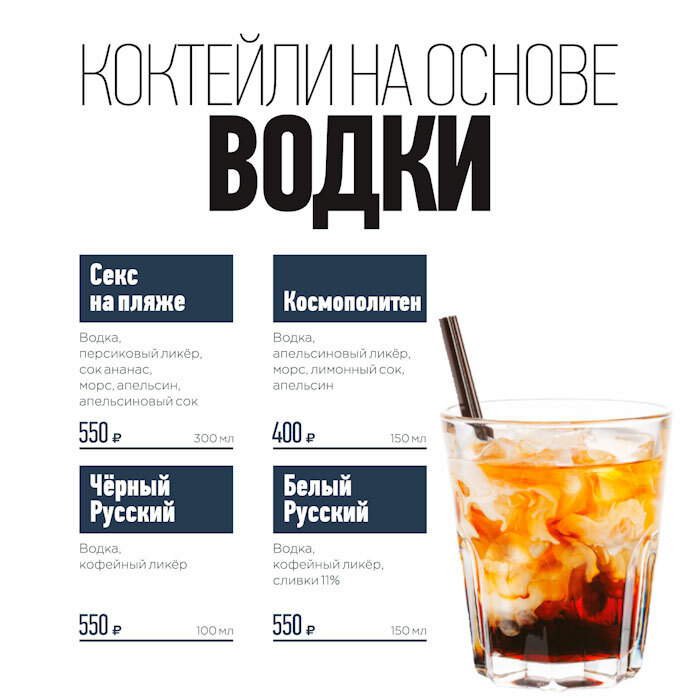 КОКТЕЙЛИ НА ОСНОВЕ
ВОДКИ
Секс
на пляже
Водка,
персиковый ликёр,
сок ананас,
морс, апельсин,
апельсиновый сок
550 ₽ 300 мл
Космополитен
Водка,
апельсиновый ликёр,
морс, лимонный сок,
апельсин
400 ₽ 150 мл
Чёрный
Русский
Водка,
кофейный ликёр
550 ₽ 100 мл
Белый
Русский
Водка,
кофейный ликёр,
сливки 11%
550 ₽ 150 мл